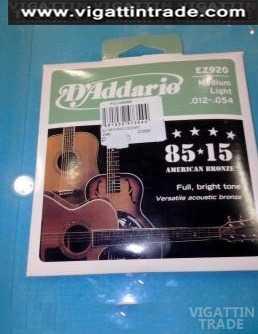 www.vigattintrade.com
EZ920
D'Addario
Medium
Light
.012-.054
85•15
AMERICAN BRONZE
Full, bright tone
Versatile acoustic bronze
VIGATTIN
TRADE